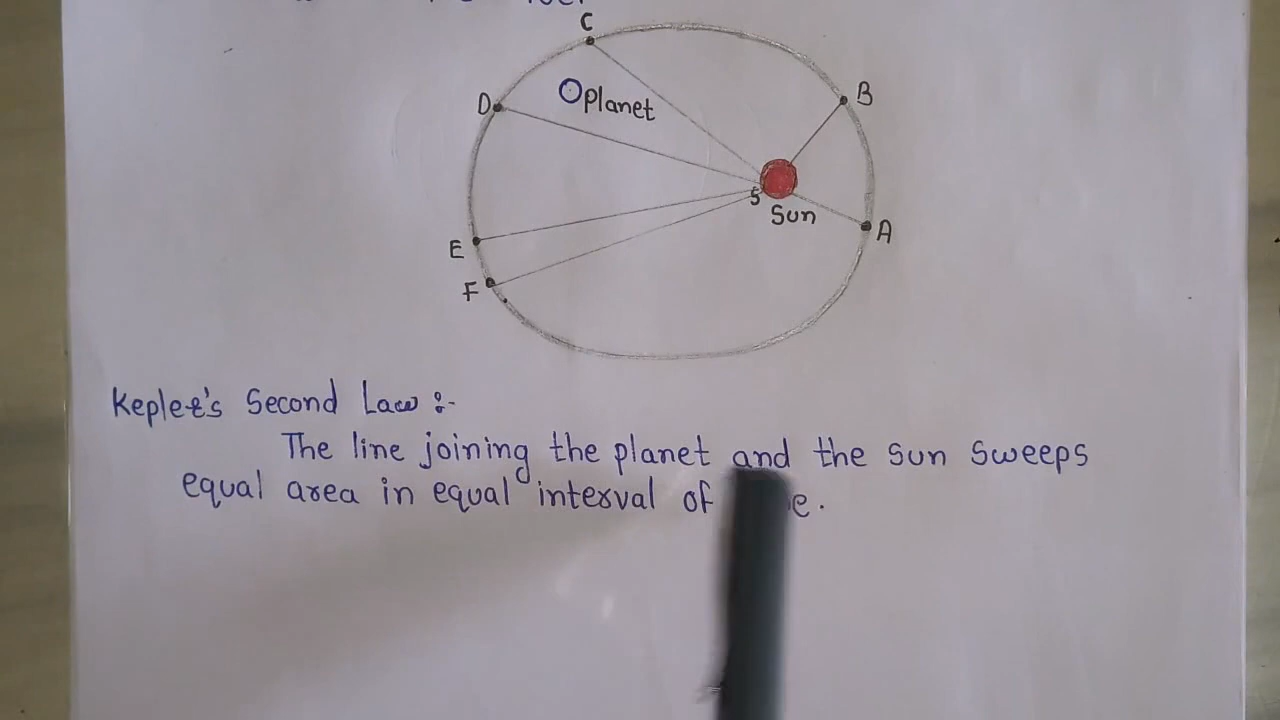 C
B
D
planet
S
Sun
A
E
F
Kepler's Second Law :-
The line joining the planet and the sun sweeps
equal area in equal interval of